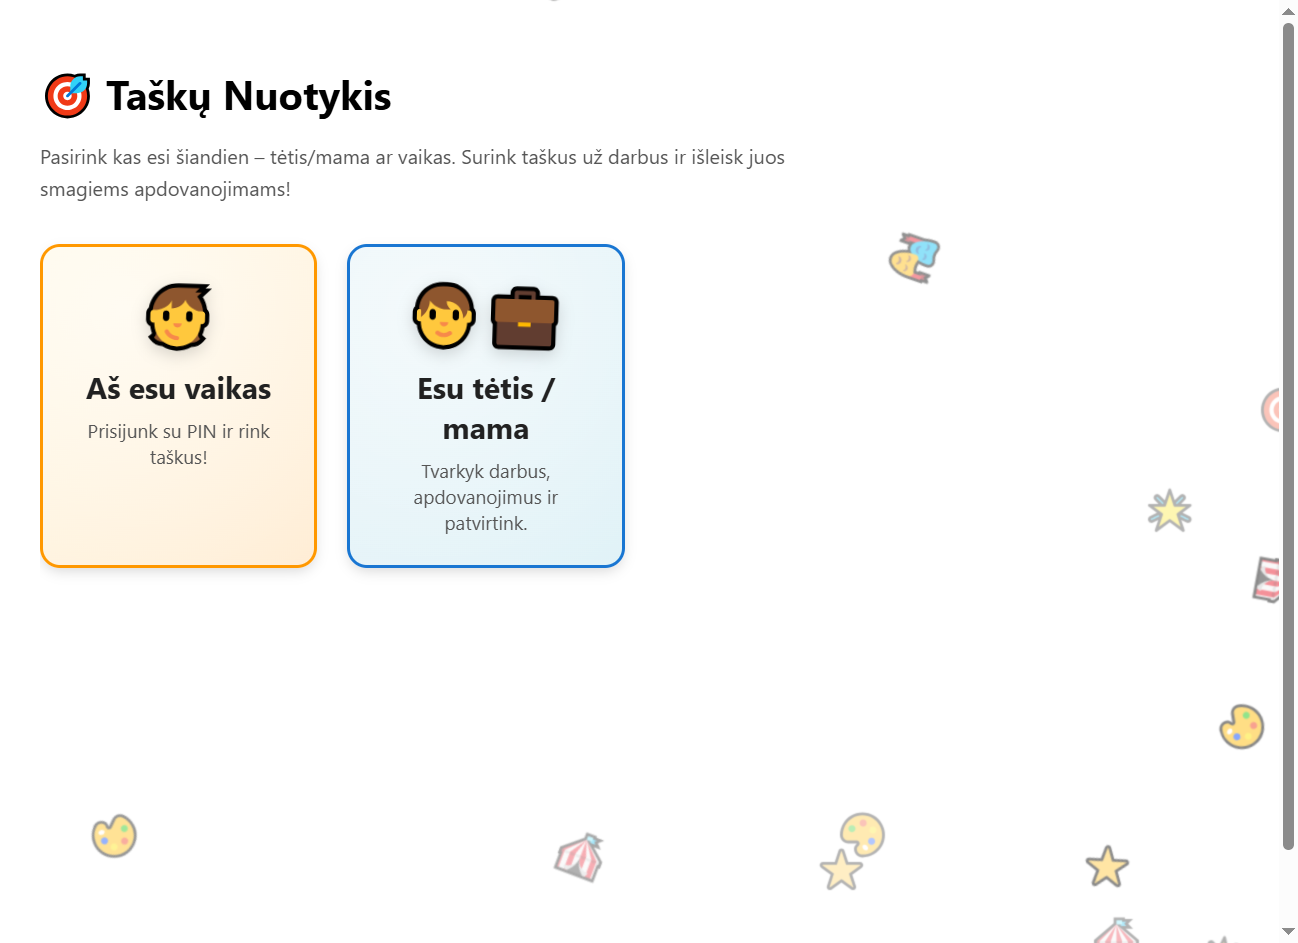 Taškų Nuotykis
Pasirink kas esi šiandien – tėtis/mama ar vaikas. Surink taškus už darbus ir išleisk juos
smagiems apdovanojimams!
Aš esu vaikas
Prisijunk su PIN ir rink
taškus!
Esu tėtis /
mama
Tvarkyk darbus,
apdovanojimus ir
patvirtink.